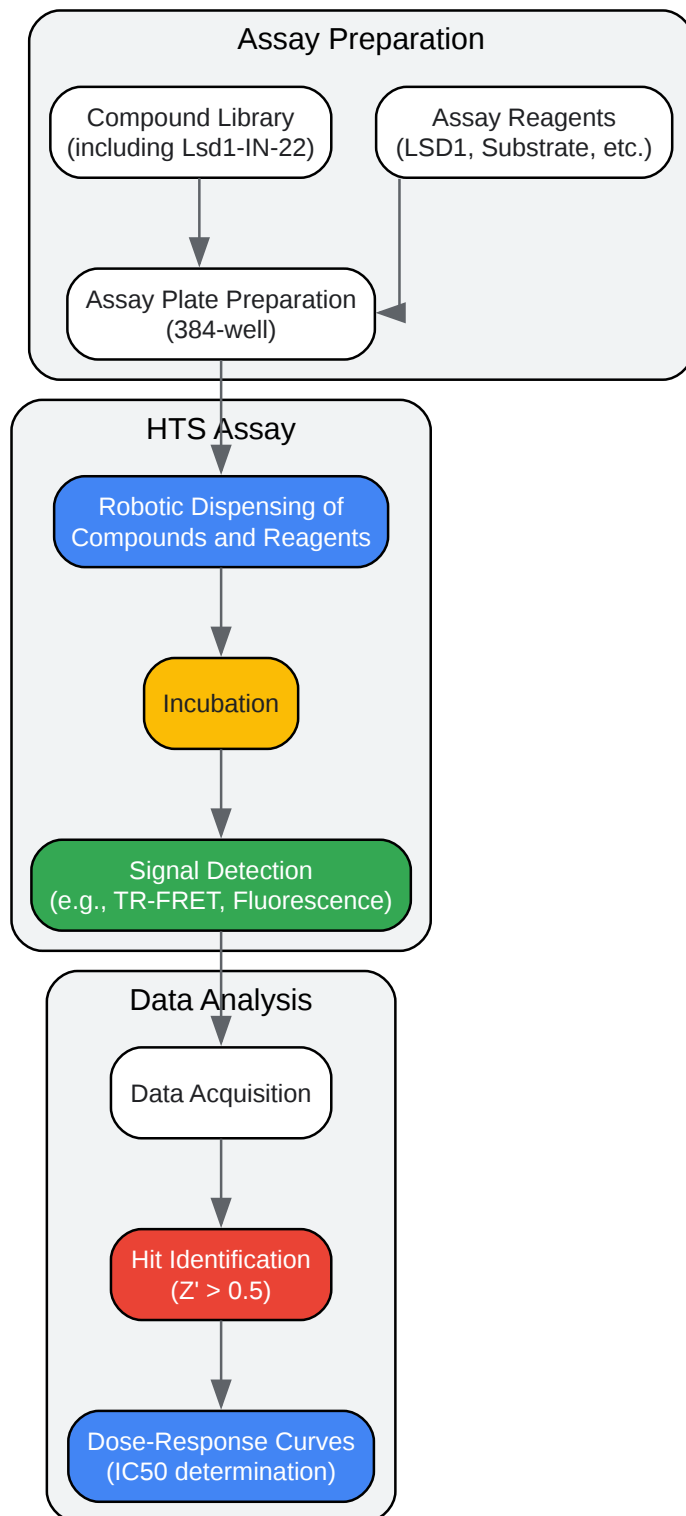 Assay Preparation
Compound Library
(including Lsd1-IN-22)
Assay Reagents
(LSD1, Substrate, etc.)
Assay Plate Preparation
(384-well)
HTS Assay
Robotic Dispensing of
Compounds and Reagents
Incubation
Signal Detection
(e.g., TR-FRET, Fluorescence)
Data Analysis
Data Acquisition
Hit Identification
(Z' > 0.5)
Dose-Response Curves
(IC50 determination)